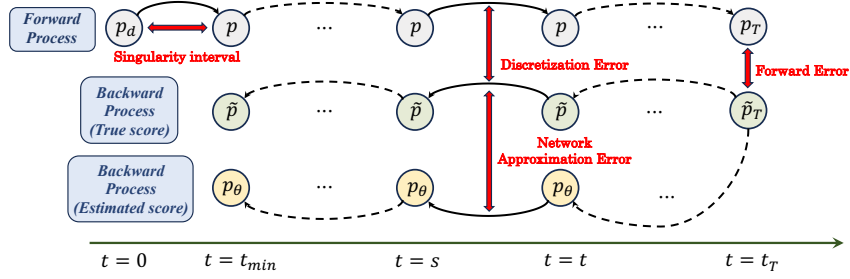 Forward
Process
p_d p ... p p ... p_T
Singularity interval
Discretization Error
Forward Error
Backward
Process
(True score)
p̃ ... p̃ p̃ ... p̃_T
Network
Approximation Error
Backward
Process
(Estimated score)
p_θ ... p_θ p_θ ...
t = 0 t = t_min t = s t = t t = t_T